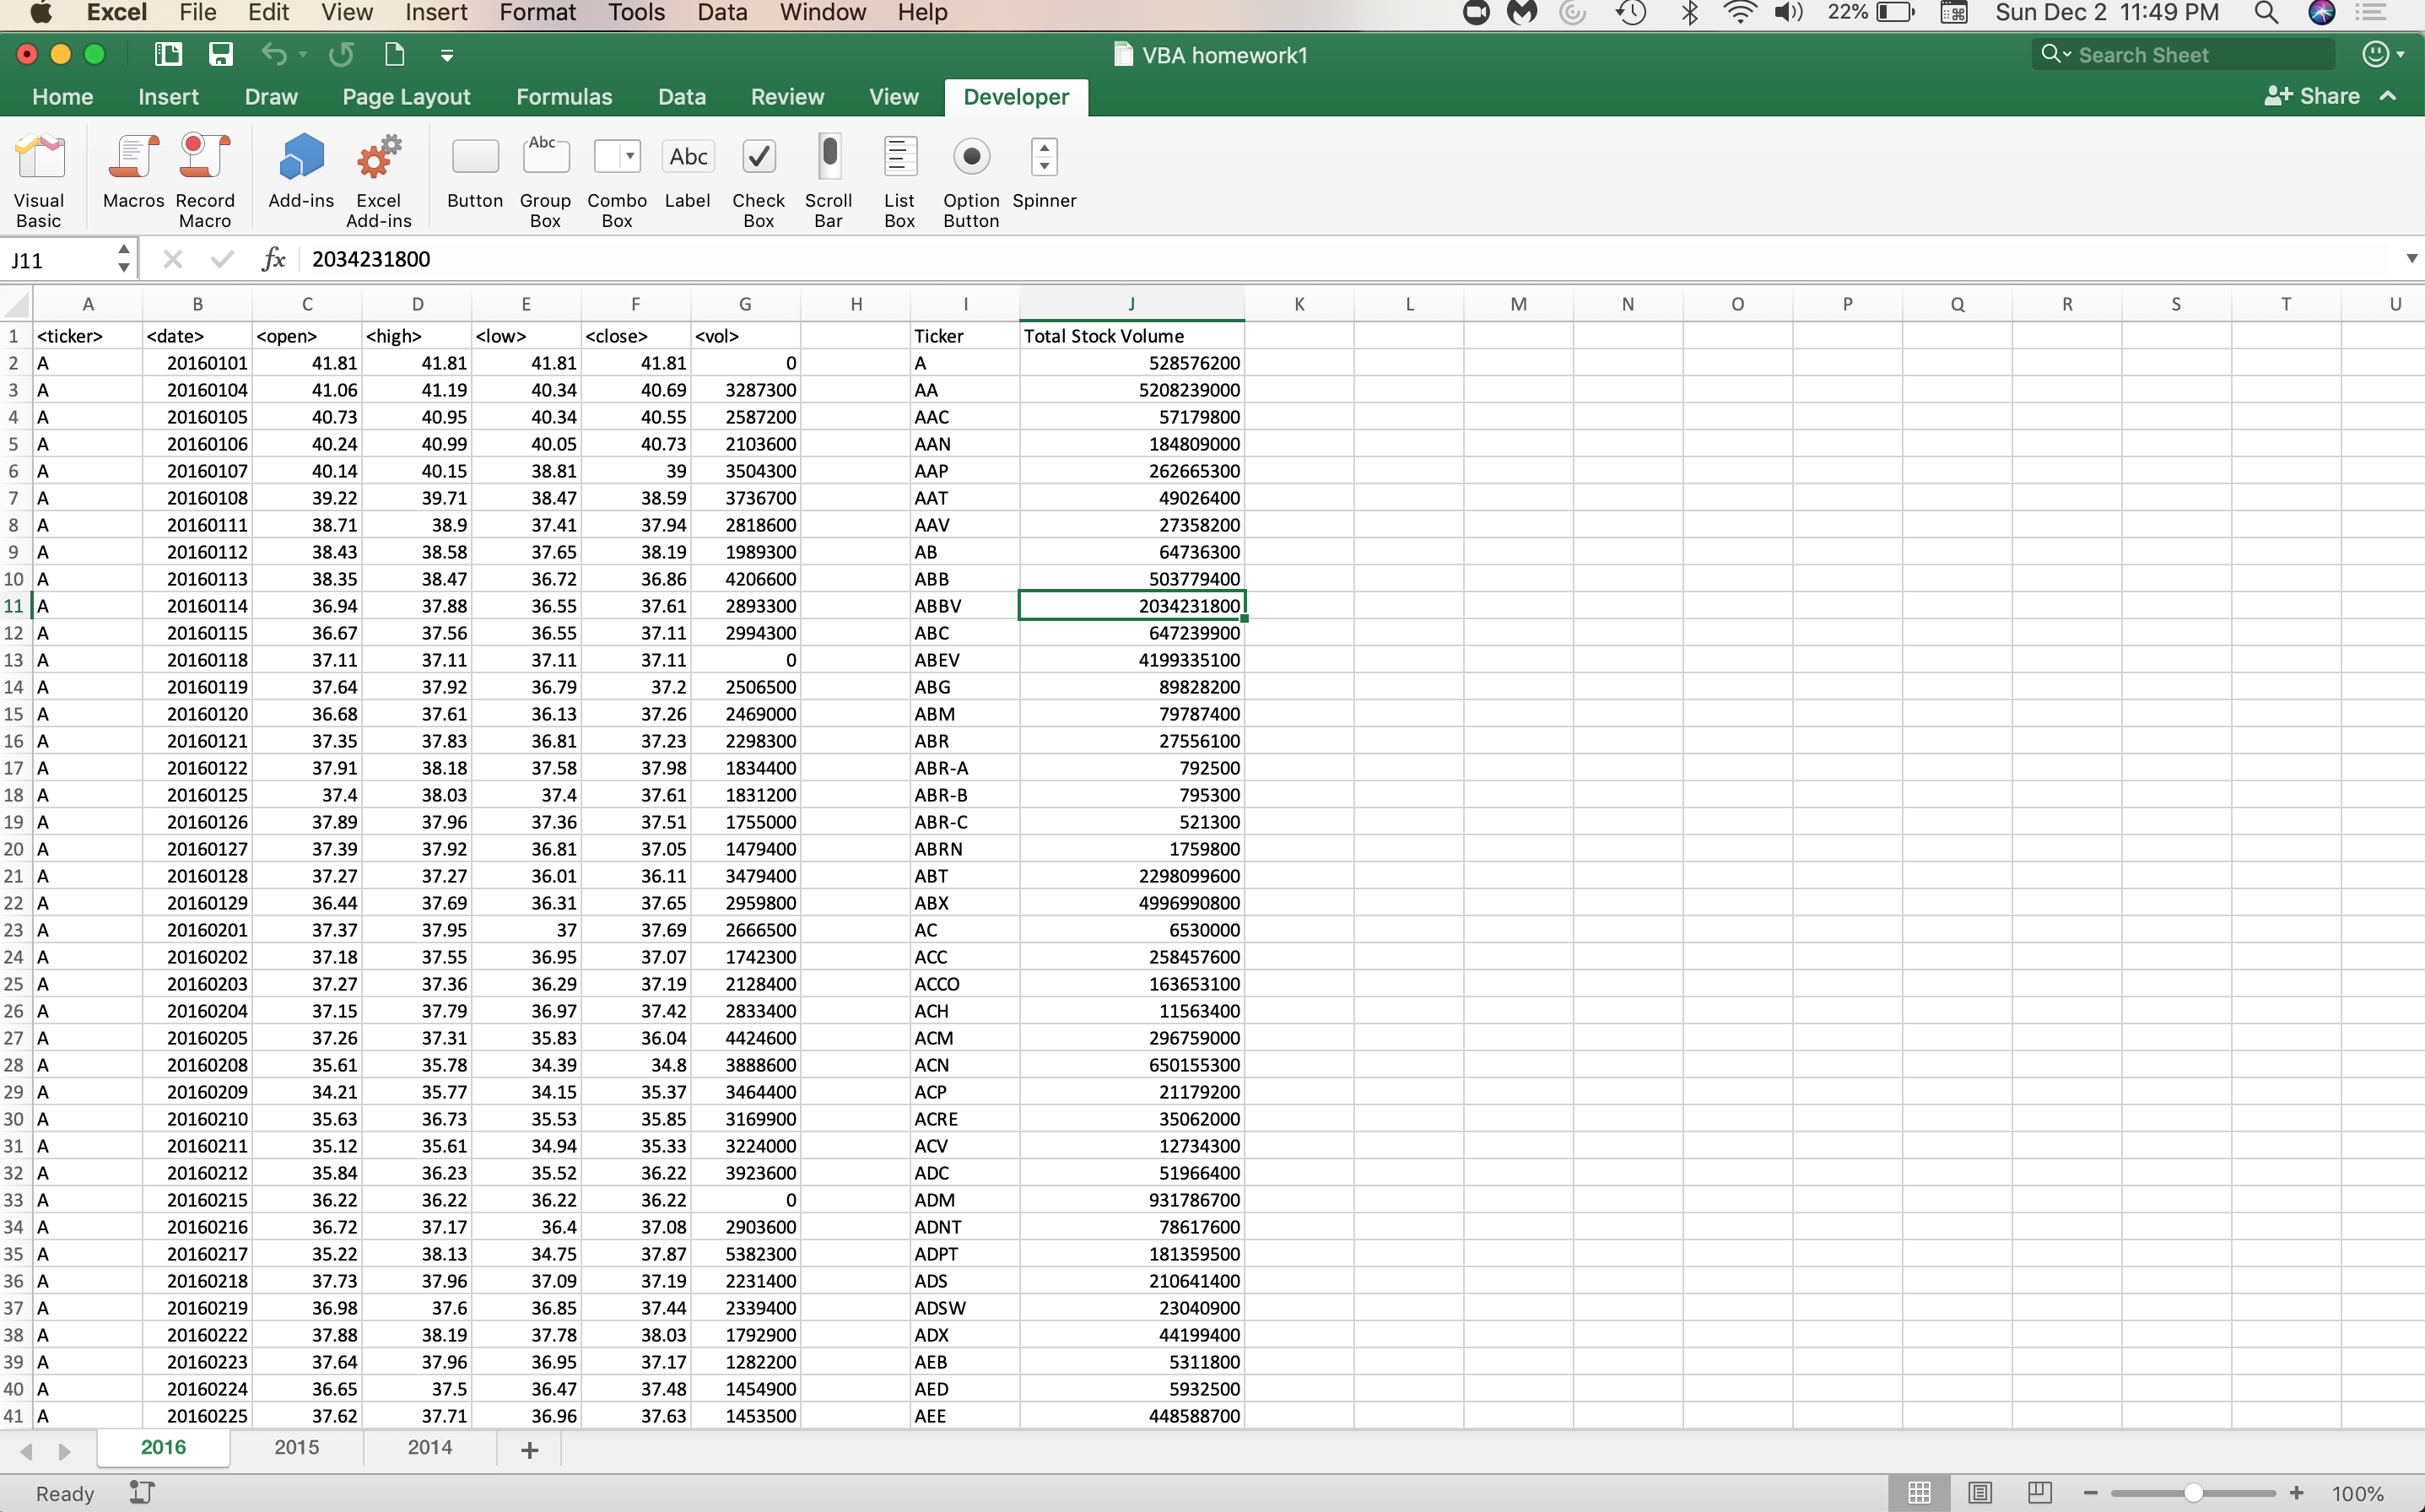 Excel File Edit View Insert Format Tools Data Window Help 22% Sun Dec 2 11:49 PM
VBA homework1 Search Sheet
Home Insert Draw Page Layout Formulas Data Review View Developer Share
Abc Abc
Visual Basic Macros Record Macro Add-ins Excel Add-ins Button Group Box Combo Box Label Check Box Scroll Bar List Box Option Button Spinner
J11 fx 2034231800
A B C D E F G H I J K L M N O P Q R S T U
1 <ticker> <date> <open> <high> <low> <close> <vol> Ticker Total Stock Volume
2 A 20160101 41.81 41.81 41.81 41.81 0 A 528576200
3 A 20160104 41.06 41.19 40.34 40.69 3287300 AA 5208239000
4 A 20160105 40.73 40.95 40.34 40.55 2587200 AAC 57179800
5 A 20160106 40.24 40.99 40.05 40.73 2103600 AAN 184809000
6 A 20160107 40.14 40.15 38.81 39 3504300 AAP 262665300
7 A 20160108 39.22 39.71 38.47 38.59 3736700 AAT 49026400
8 A 20160111 38.71 38.9 37.41 37.94 2818600 AAV 27358200
9 A 20160112 38.43 38.58 37.65 38.19 1989300 AB 64736300
10 A 20160113 38.35 38.47 36.72 36.86 4206600 ABB 503779400
11 A 20160114 36.94 37.88 36.55 37.61 2893300 ABBV 2034231800
12 A 20160115 36.67 37.56 36.55 37.11 2994300 ABC 647239900
13 A 20160118 37.11 37.11 37.11 37.11 0 ABEV 4199335100
14 A 20160119 37.64 37.92 36.79 37.2 2506500 ABG 89828200
15 A 20160120 36.68 37.61 36.13 37.26 2469000 ABM 79787400
16 A 20160121 37.35 37.83 36.81 37.23 2298300 ABR 27556100
17 A 20160122 37.91 38.18 37.58 37.98 1834400 ABR-A 792500
18 A 20160125 37.4 38.03 37.4 37.61 1831200 ABR-B 795300
19 A 20160126 37.89 37.96 37.36 37.51 1755000 ABR-C 521300
20 A 20160127 37.39 37.92 36.81 37.05 1479400 ABRN 1759800
21 A 20160128 37.27 37.27 36.01 36.11 3479400 ABT 2298099600
22 A 20160129 36.44 37.69 36.31 37.65 2959800 ABX 4996990800
23 A 20160201 37.37 37.95 37 37.69 2666500 AC 6530000
24 A 20160202 37.18 37.55 36.95 37.07 1742300 ACC 258457600
25 A 20160203 37.27 37.36 36.29 37.19 2128400 ACCO 163653100
26 A 20160204 37.15 37.79 36.97 37.42 2833400 ACH 11563400
27 A 20160205 37.26 37.31 35.83 36.04 4424600 ACM 296759000
28 A 20160208 35.61 35.78 34.39 34.8 3888600 ACN 650155300
29 A 20160209 34.21 35.77 34.15 35.37 3464400 ACP 21179200
30 A 20160210 35.63 36.73 35.53 35.85 3169900 ACRE 35062000
31 A 20160211 35.12 35.61 34.94 35.33 3224000 ACV 12734300
32 A 20160212 35.84 36.23 35.52 36.22 3923600 ADC 51966400
33 A 20160215 36.22 36.22 36.22 36.22 0 ADM 931786700
34 A 20160216 36.72 37.17 36.4 37.08 2903600 ADNT 78617600
35 A 20160217 35.22 38.13 34.75 37.87 5382300 ADPT 181359500
36 A 20160218 37.73 37.96 37.09 37.19 2231400 ADS 210641400
37 A 20160219 36.98 37.6 36.85 37.44 2339400 ADSW 23040900
38 A 20160222 37.88 38.19 37.78 38.03 1792900 ADX 44199400
39 A 20160223 37.64 37.96 36.95 37.17 1282200 AEB 5311800
40 A 20160224 36.65 37.5 36.47 37.48 1454900 AED 5932500
41 A 20160225 37.62 37.71 36.96 37.63 1453500 AEE 448588700
2016 2015 2014 +
Ready 100%